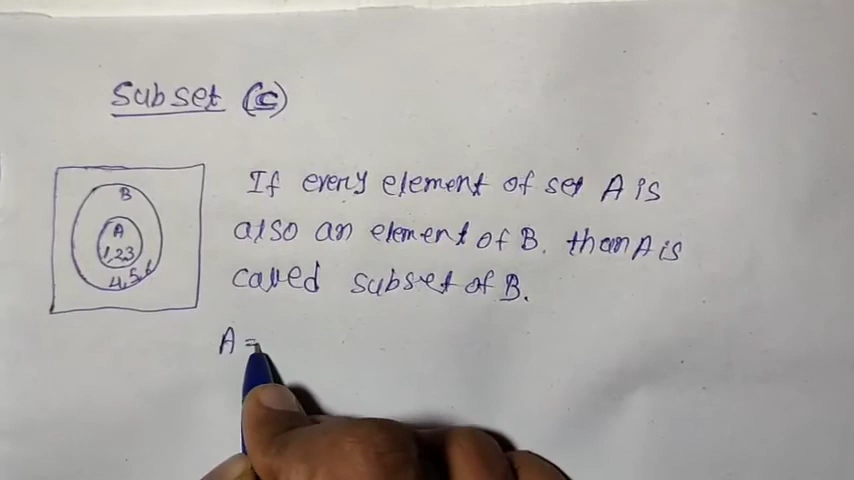 Subset (⊂)
B
A
1,2,3
4,5,6
If every element of set A is
also an element of B. than A is
called subset of B.
A =